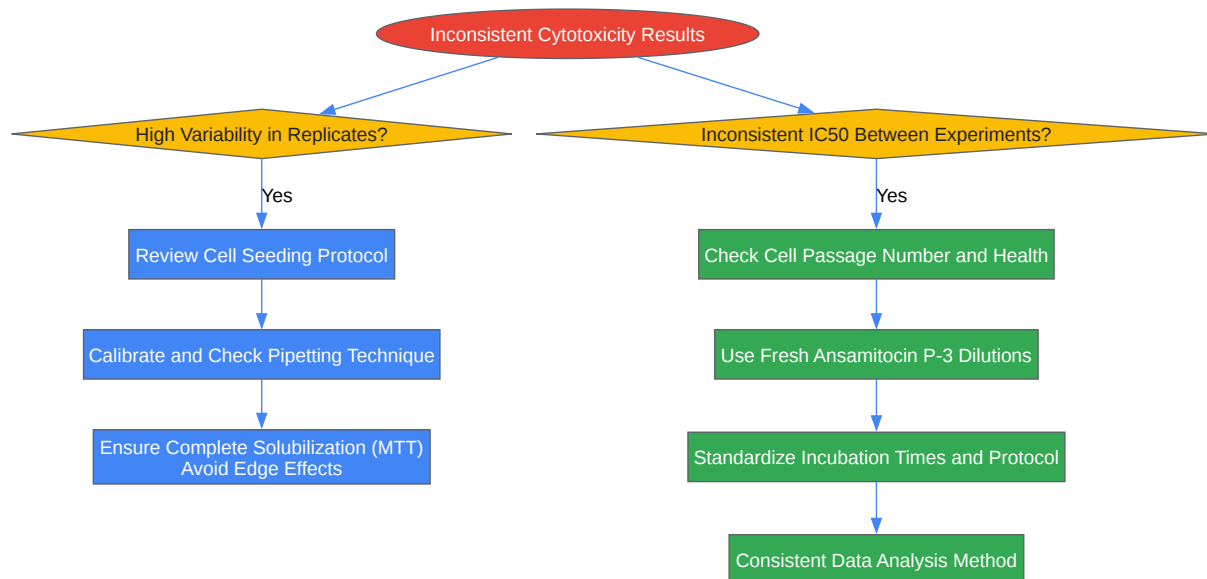 Inconsistent Cytotoxicity Results
High Variability in Replicates?
Inconsistent IC50 Between Experiments?
Yes
Yes
Review Cell Seeding Protocol
Check Cell Passage Number and Health
Calibrate and Check Pipetting Technique
Use Fresh Ansamitocin P-3 Dilutions
Ensure Complete Solubilization (MTT)
Avoid Edge Effects
Standardize Incubation Times and Protocol
Consistent Data Analysis Method